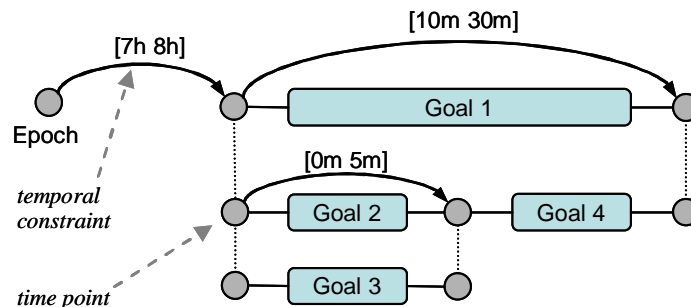 [7h 8h]
[10m 30m]
Goal 1
Epoch
[0m 5m]
temporal
constraint
Goal 2
Goal 4
time point
Goal 3